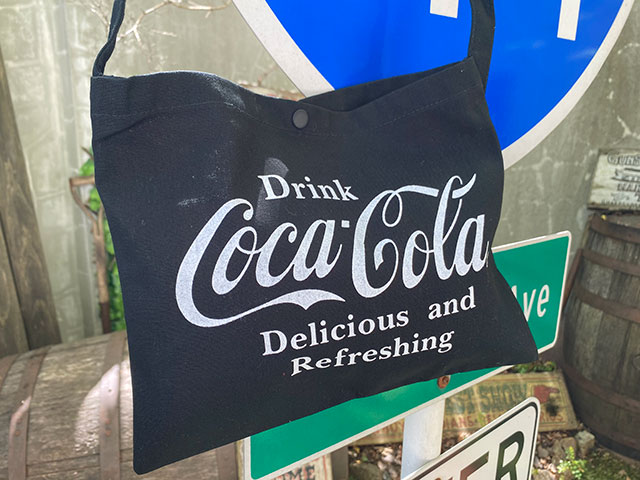 Drink
Coca-Cola
Delicious and
Refreshing
Ave